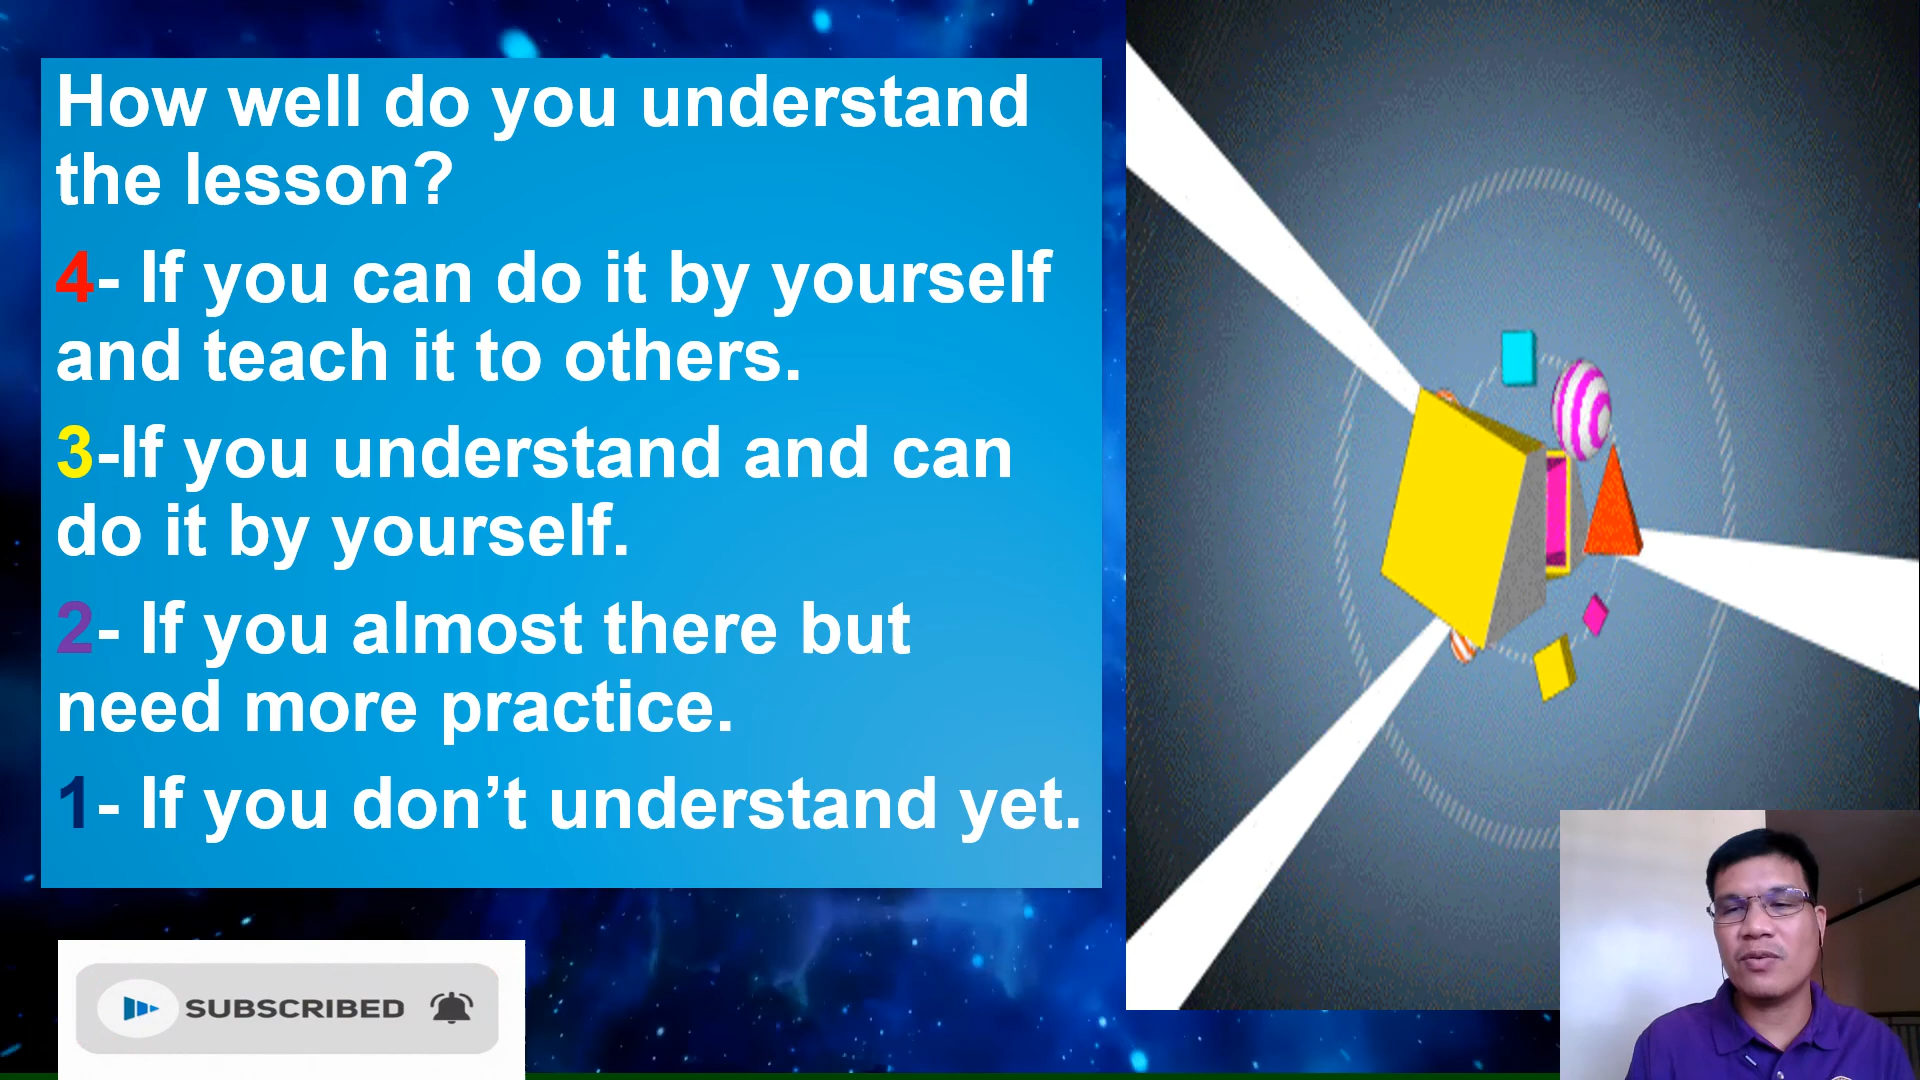 How well do you understand
the lesson?
4- If you can do it by yourself
and teach it to others.
3-If you understand and can
do it by yourself.
2- If you almost there but
need more practice.
1- If you don’t understand yet.
SUBSCRIBED